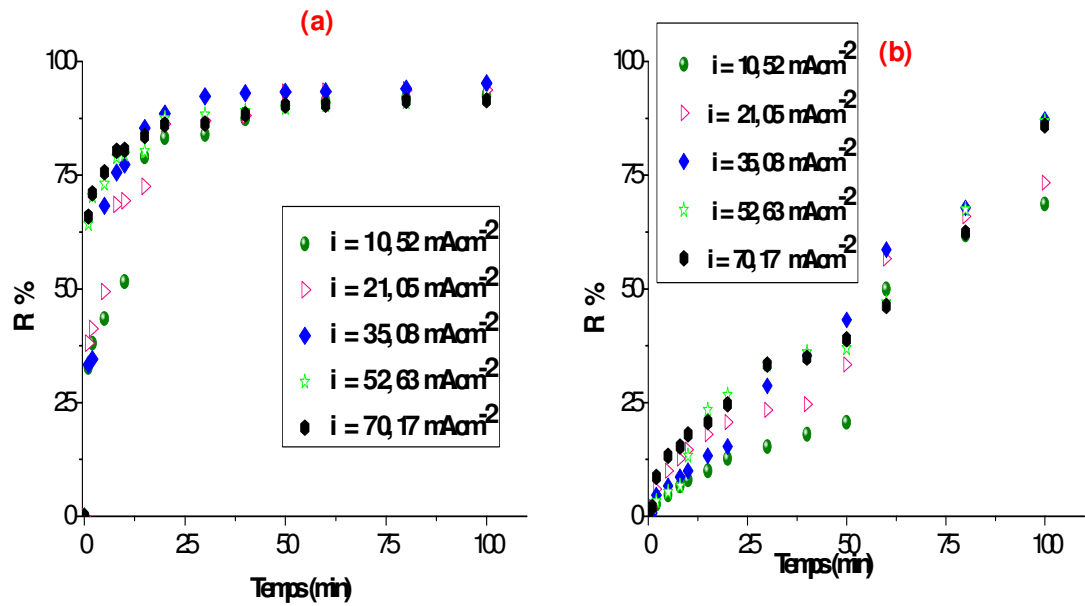 (a)
100
75
50
25
0
R %
i = 10,52 mAcm-2
i = 21,05 mAcm-2
i = 35,08 mAcm-2
i = 52,63 mAcm-2
i = 70,17 mAcm-2
0 25 50 75 100
Temps (min)
(b)
i = 10,52 mAcm-2
i = 21,05 mAcm-2
i = 35,08 mAcm-2
i = 52,63 mAcm-2
i = 70,17 mAcm-2
100
75
50
25
0
R %
0 25 50 75 100
Temps (min)